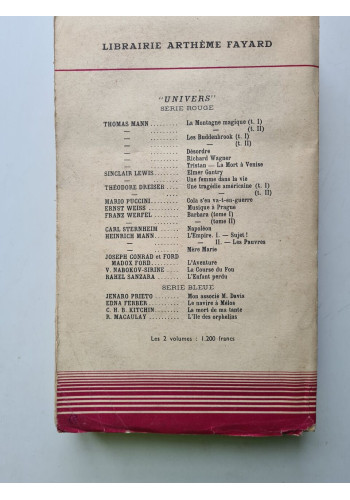 LIBRAIRIE ARTHÈME FAYARD
"UNIVERS"
SERIE ROUGE
THOMAS MANN .......... La Montagne magique (t. I)
— — (t. II)
— .......... Les Buddenbrook (t. I)
— — (t. II)
— .......... Désordre
— .......... Richard Wagner
— .......... Tristan — La Mort à Venise
SINCLAIR LEWIS .......... Elmer Gantry
— .......... Une femme dans la vie
THÉODORE DREISER .......... Une tragédie américaine (t. I)
— — (t. II)
MARIO PUCCINI .......... Cola s'en va-t-en-guerre
ERNST WEISS .......... Musique à Prague
FRANZ WERFEL .......... Barbara (tome I)
— — (tome II)
CARL STERNHEIM .......... Napoléon
HEINRICH MANN .......... L'Empire. I. — Sujet !
— — II. — Les Pauvres
— .......... Mère Marie
JOSEPH CONRAD et FORD
MADOX FORD .......... L'Aventure
V. NABOKOV-SIRINE .......... La Course du Fou
RAHEL SANZARA .......... L'Enfant perdu
SERIE BLEUE
JENARO PRIETO .......... Mon associé M. Davis
EDNA FERBER .......... Le navire à Mélos
C. H. B. KITCHIN .......... Le mort de ma tante
R. MACAULAY .......... L'Ile des orphelins
Les 2 volumes : 1.200 francs